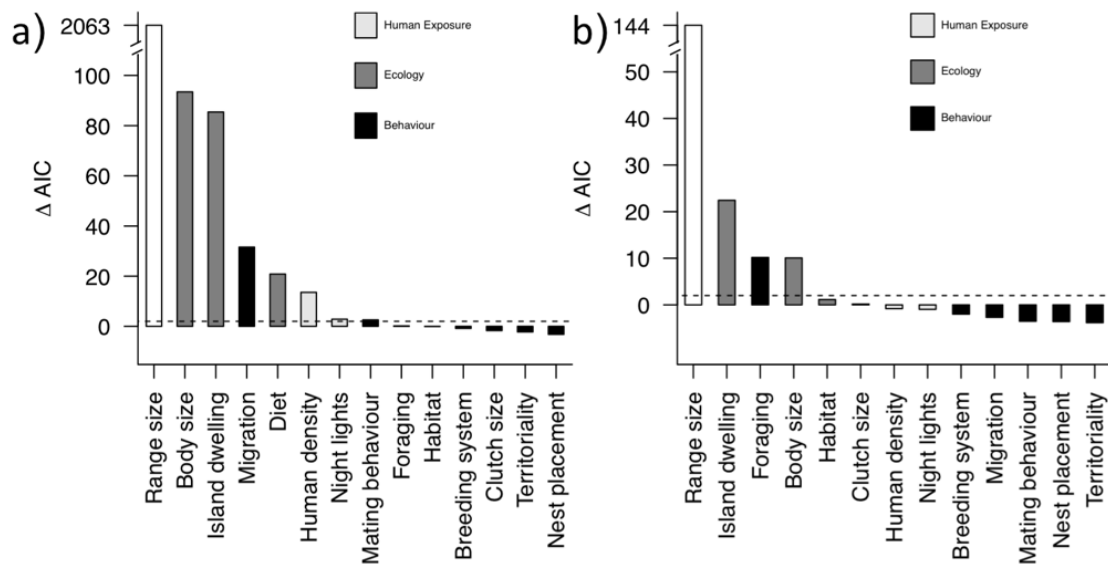 a)
2063
100
80
60
40
20
0
Δ AIC
Human Exposure
Ecology
Behaviour
Range size
Body size
Island dwelling
Migration
Diet
Human density
Night lights
Mating behaviour
Foraging
Habitat
Breeding system
Clutch size
Territoriality
Nest placement
b)
144
50
40
30
20
10
0
Δ AIC
Human Exposure
Ecology
Behaviour
Range size
Island dwelling
Foraging
Body size
Habitat
Clutch size
Human density
Night lights
Breeding system
Migration
Mating behaviour
Nest placement
Territoriality